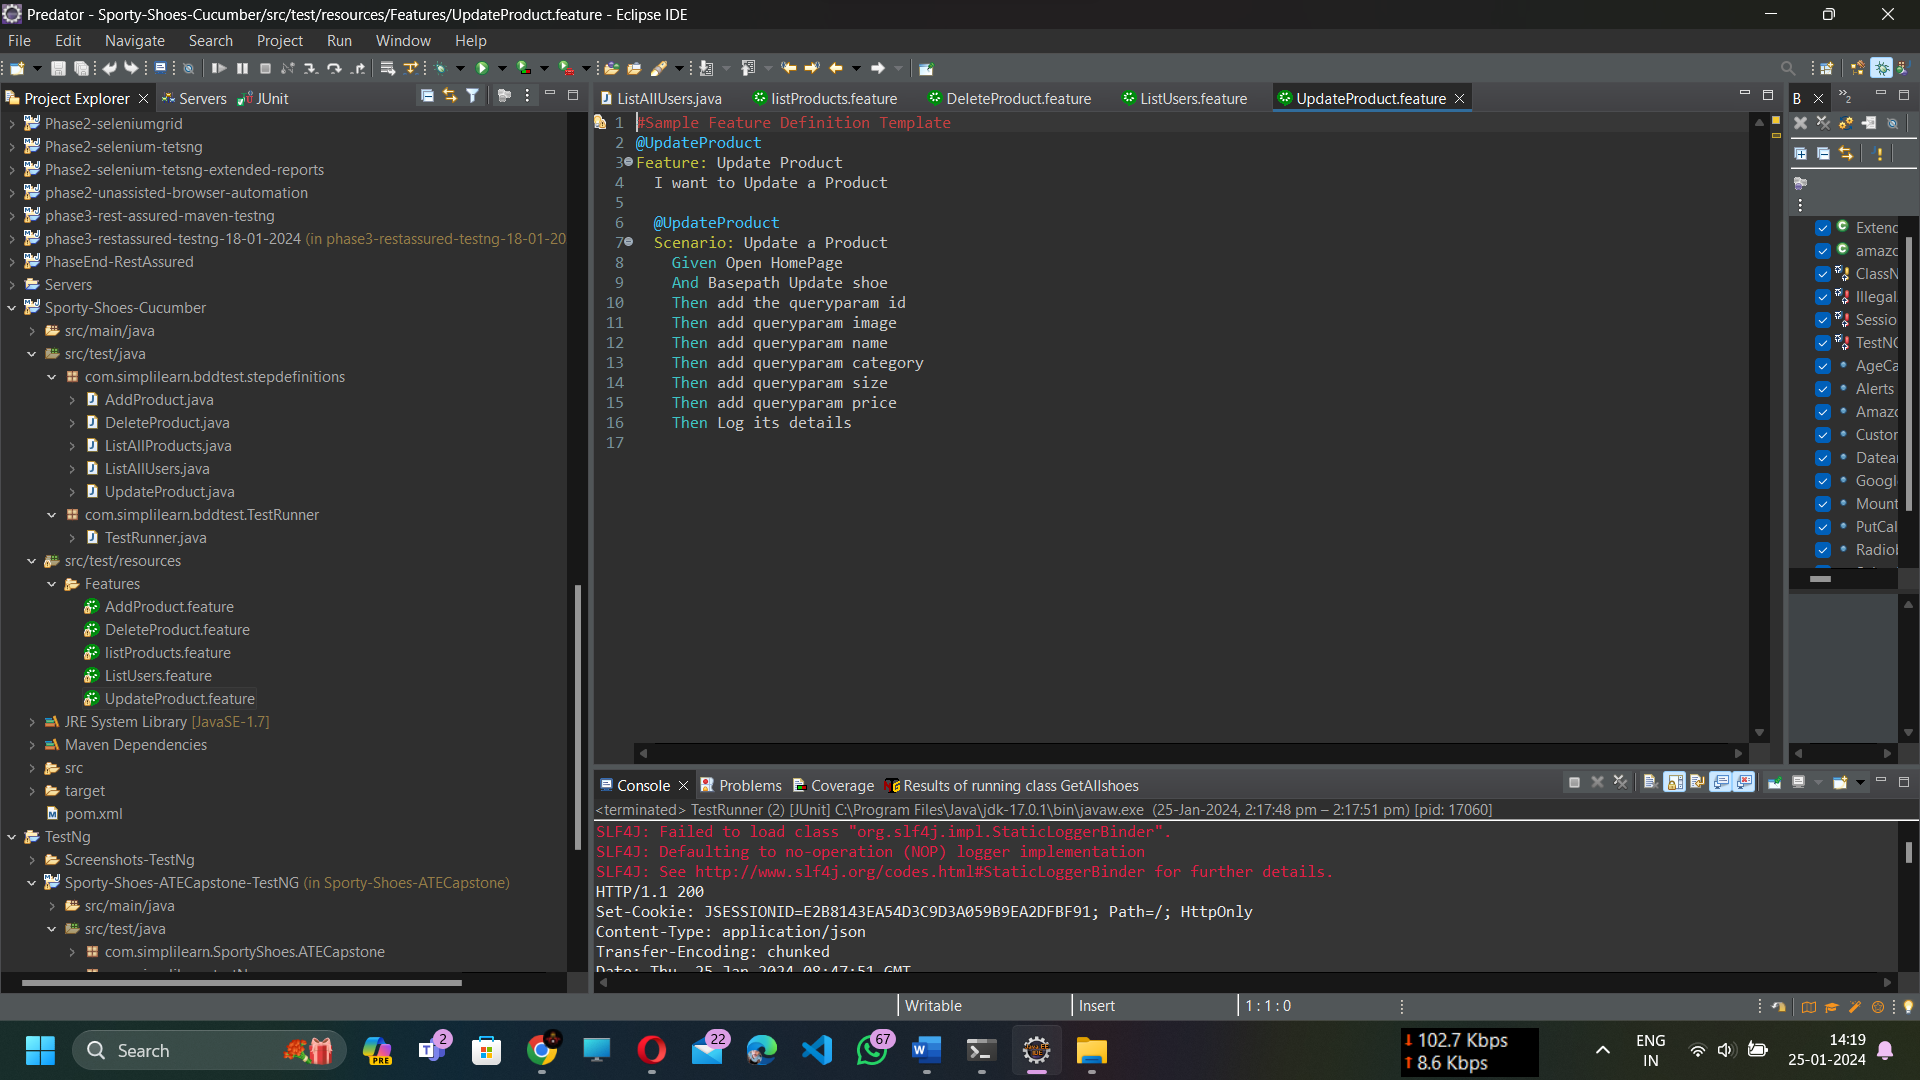 Predator - Sporty-Shoes-Cucumber/src/test/resources/Features/UpdateProduct.feature - Eclipse IDE
File Edit Navigate Search Project Run Window Help
Project Explorer
Servers
JUnit
Phase2-seleniumgrid
Phase2-selenium-tetsng
Phase2-selenium-tetsng-extended-reports
phase2-unassisted-browser-automation
phase3-rest-assured-maven-testng
phase3-restassured-testng-18-01-2024 (in phase3-restassured-testng-18-01-20
PhaseEnd-RestAssured
Servers
Sporty-Shoes-Cucumber
src/main/java
src/test/java
com.simplilearn.bddtest.stepdefinitions
AddProduct.java
DeleteProduct.java
ListAllProducts.java
ListAllUsers.java
UpdateProduct.java
com.simplilearn.bddtest.TestRunner
TestRunner.java
src/test/resources
Features
AddProduct.feature
DeleteProduct.feature
listProducts.feature
ListUsers.feature
UpdateProduct.feature
JRE System Library [JavaSE-1.7]
Maven Dependencies
src
target
pom.xml
TestNg
Screenshots-TestNg
Sporty-Shoes-ATECapstone-TestNG (in Sporty-Shoes-ATECapstone)
src/main/java
src/test/java
com.simplilearn.SportyShoes.ATECapstone
ListAllUsers.java
listProducts.feature
DeleteProduct.feature
ListUsers.feature
UpdateProduct.feature
1 #Sample Feature Definition Template
2 @UpdateProduct
3 Feature: Update Product
4 I want to Update a Product
5
6 @UpdateProduct
7 Scenario: Update a Product
8 Given Open HomePage
9 And Basepath Update shoe
10 Then add the queryparam id
11 Then add queryparam image
12 Then add queryparam name
13 Then add queryparam category
14 Then add queryparam size
15 Then add queryparam price
16 Then Log its details
17
B
2
Extend
amazo
ClassN
Illegal
Sessio
TestNG
AgeCa
Alerts
Amazo
Custor
Datea
Googl
Mount
PutCal
Console
Problems
Coverage
Results of running class GetAllshoes
<terminated> TestRunner (2) [JUnit] C:\Program Files\Java\jdk-17.0.1\bin\javaw.exe (25-Jan-2024, 2:17:48 pm – 2:17:51 pm) [pid: 17060]
SLF4J: Failed to load class "org.slf4j.impl.StaticLoggerBinder".
SLF4J: Defaulting to no-operation (NOP) logger implementation
SLF4J: See http://www.slf4j.org/codes.html#StaticLoggerBinder for further details.
HTTP/1.1 200
Set-Cookie: JSESSIONID=E2B8143EA54D3C9D3A059B9EA2DFBF91; Path=/; HttpOnly
Content-Type: application/json
Transfer-Encoding: chunked
Date: Thu, 25 Jan 2024 08:47:51 GMT
Writable
Insert
1 : 1 : 0
Search
PRE
2
22
67
102.7 Kbps
8.6 Kbps
ENG
IN
14:19
25-01-2024